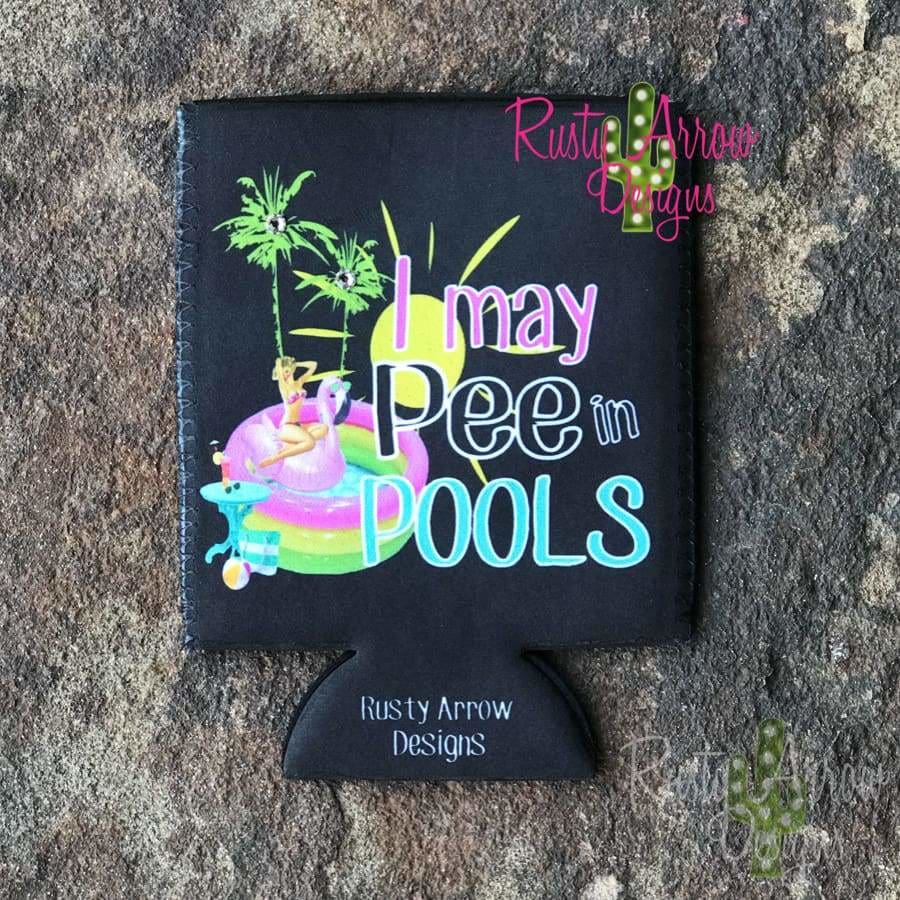 Rusty Arrow
Designs
I may
Pee in
POOLS
Rusty Arrow
Designs
Rusty Arrow
Designs